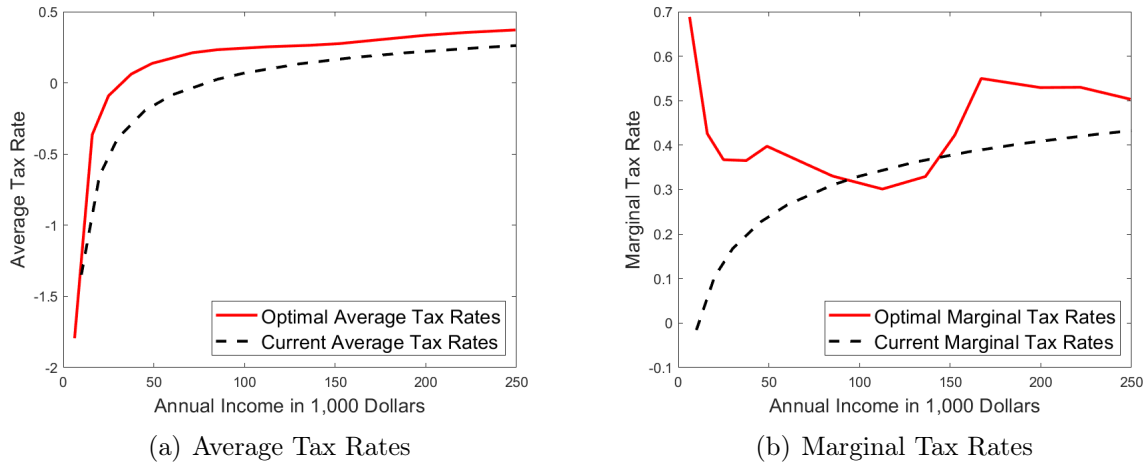 0.5
0
-0.5
-1
-1.5
-2
Average Tax Rate
Optimal Average Tax Rates
Current Average Tax Rates
0 50 100 150 200 250
Annual Income in 1,000 Dollars
(a) Average Tax Rates
0.7
0.6
0.5
0.4
0.3
0.2
0.1
0
-0.1
Marginal Tax Rate
Optimal Marginal Tax Rates
Current Marginal Tax Rates
0 50 100 150 200 250
Annual Income in 1,000 Dollars
(b) Marginal Tax Rates